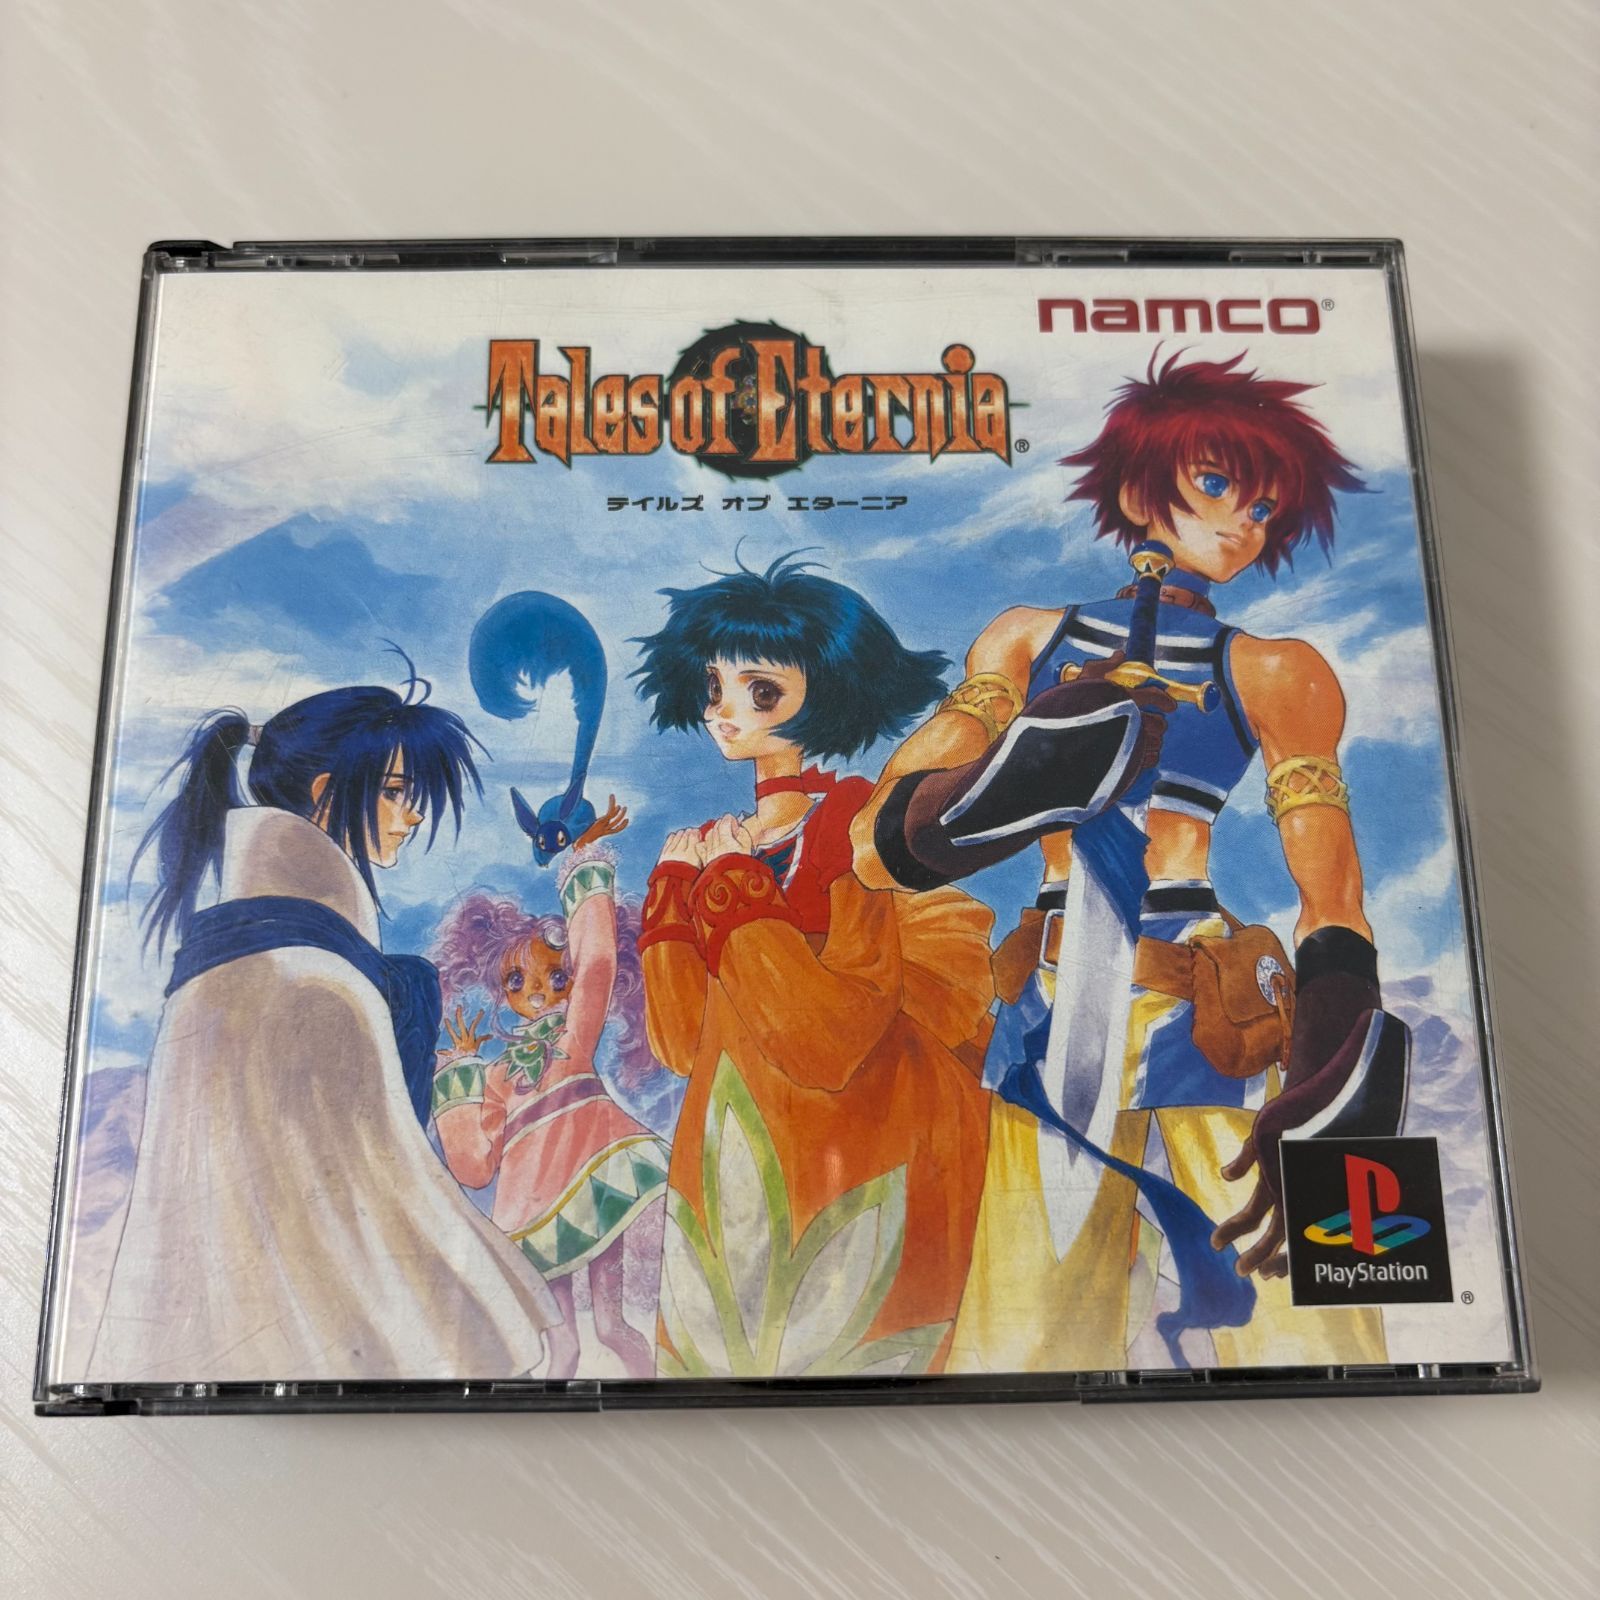 namco®
Tales of Eternia®
テイルズ オブ エターニア
PlayStation
®